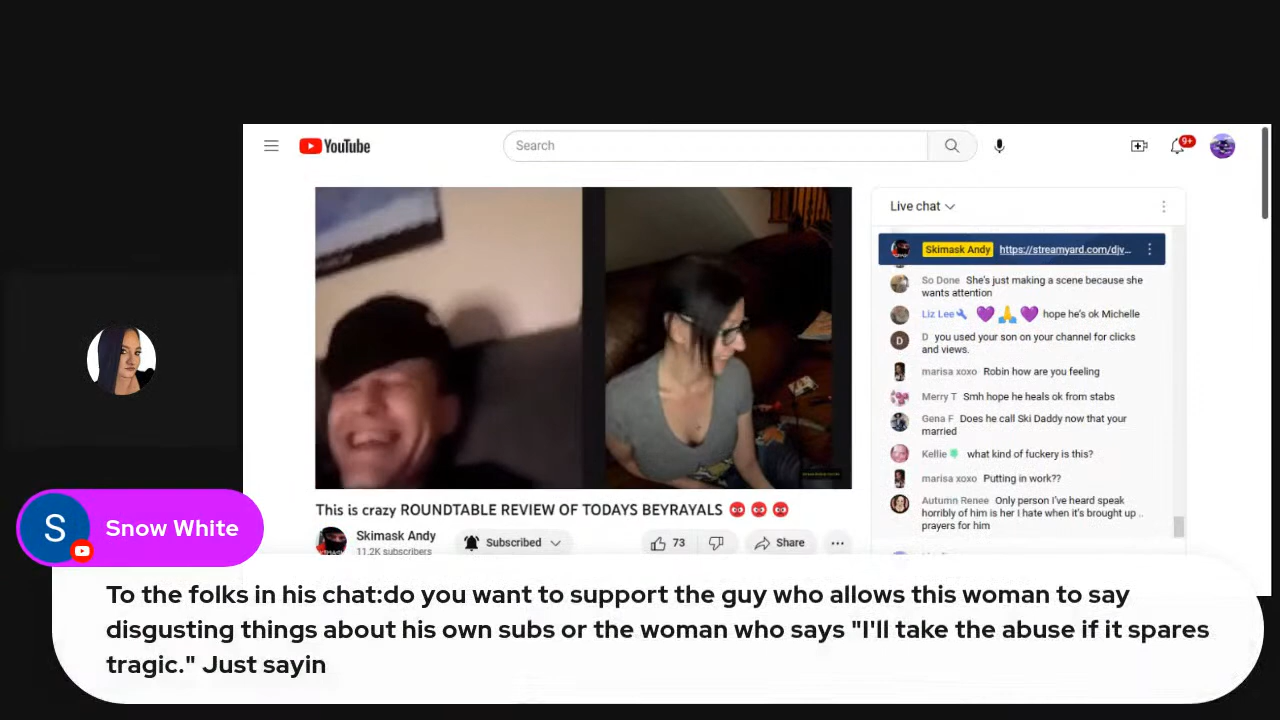 YouTube
Search
9+
Live chat
Skimask Andy https://streamyard.com/djv...
So Done She's just making a scene because she
wants attention
Liz Lee 💜🙏💜 hope he's ok Michelle
D
D you used your son on your channel for clicks
and views.
marisa xoxo Robin how are you feeling
Merry T Smh hope he heals ok from stabs
Gena F Does he call Ski Daddy now that your
married
Kellie what kind of fuckery is this?
marisa xoxo Putting in work??
Autumn Renee Only person I've heard speak
horribly of him is her I hate when it's brought up ..
prayers for him
This is crazy ROUNDTABLE REVIEW OF TODAYS BEYRAYALS
Skimask Andy
11.2K subscribers
Subscribed
73
Share
S
Snow White
To the folks in his chat:do you want to support the guy who allows this woman to say
disgusting things about his own subs or the woman who says "I'll take the abuse if it spares
tragic." Just sayin